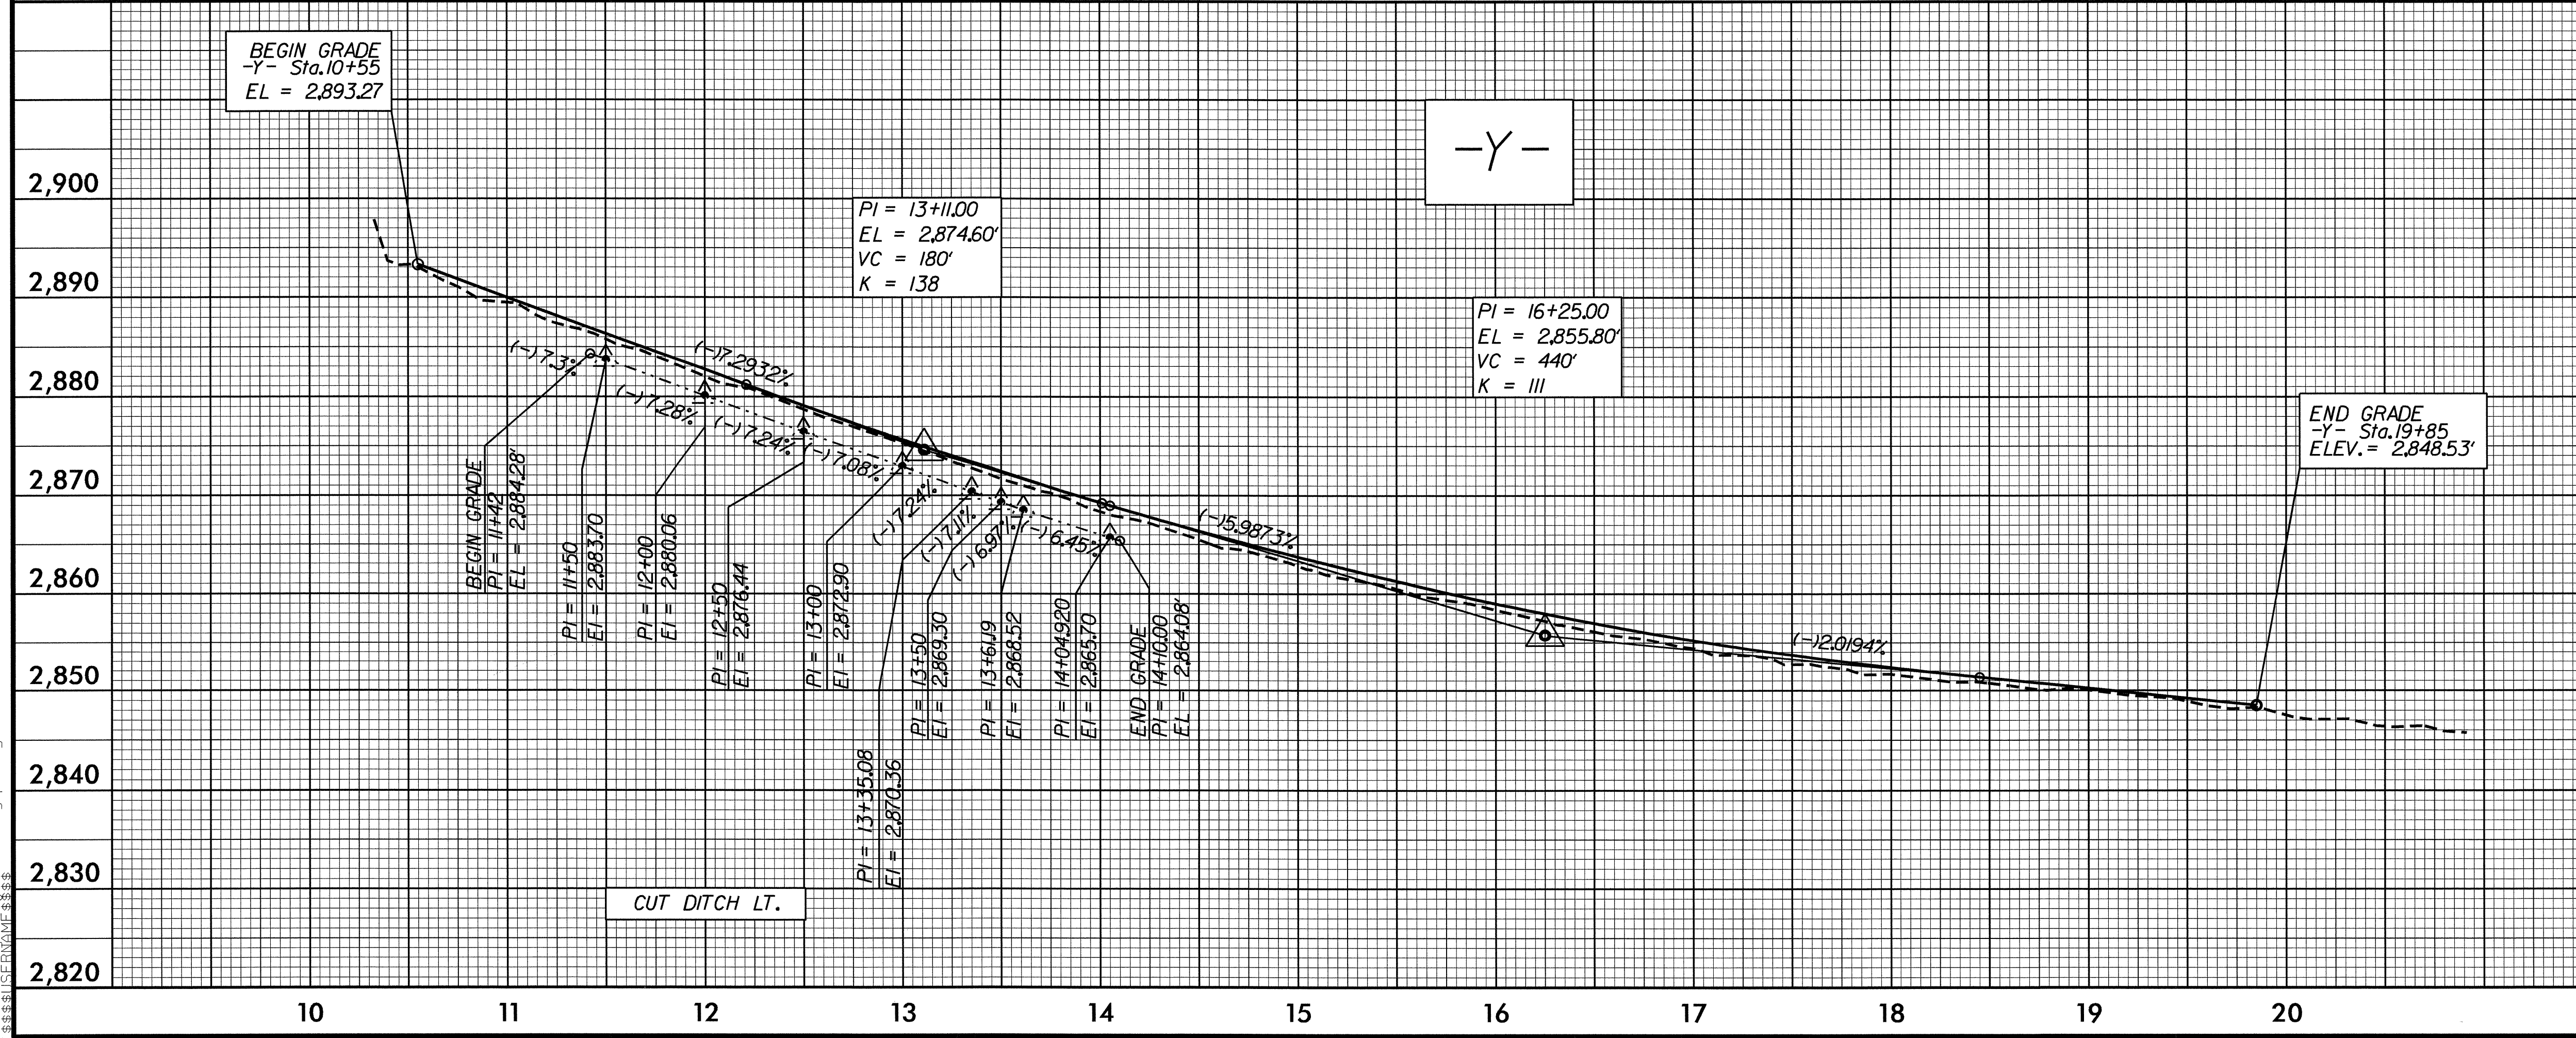 BEGIN GRADE
-Y- Sta.10+55
EL = 2,893.27
-Y-
2,900
2,890
2,880
2,870
2,860
2,850
2,840
2,830
2,820
PI = 13+11.00
EL = 2,874.60'
VC = 180'
K = 138
PI = 16+25.00
EL = 2,855.80'
VC = 440'
K = 111
END GRADE
-Y- Sta.19+85
ELEV.= 2,848.53'
(-)7.2932%
(-)5.9873%
(-)2.0194%
(-)7.3%
(-)7.28%
(-)7.24%
(-)7.08%
(-)7.24%
(-)7.11%
(-)6.97%
(-)6.45%
BEGIN GRADE
PI = 11+42
EL = 2,884.28'
PI = 11+50
El = 2,883.70
PI = 12+00
El = 2,880.06
PI = 12+50
El = 2,876.44
PI = 13+00
El = 2,872.90
PI = 13+35.08
El = 2,870.36
PI = 13+50
El = 2,869.30
PI = 13+61.19
El = 2,868.52
PI = 14+04.920
El = 2,865.70
END GRADE
PI = 14+10.00
EL = 2,864.08'
CUT DITCH LT.
10 11 12 13 14 15 16 17 18 19 20